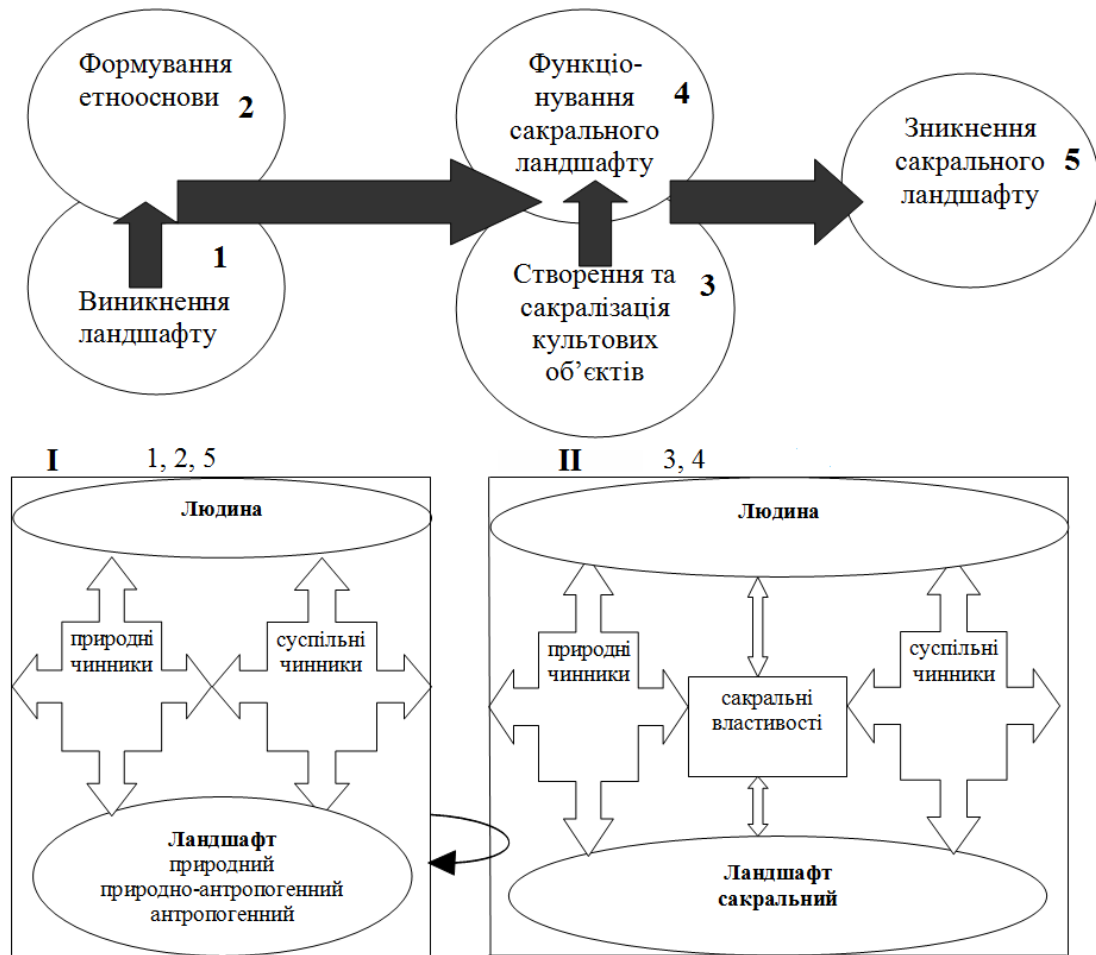 Формування
етнооснови
2
Функціо-
нування
сакрального
ландшафту
4
Зникнення
сакрального
ландшафту
5
1
Виникнення
ландшафту
Створення та
сакралізація
культових
об’єктів
3
I 1, 2, 5
Людина
природні
чинники
суспільні
чинники
Ландшафт
природний
природно-антропогенний
антропогенний
II 3, 4
Людина
природні
чинники
сакральні
властивості
суспільні
чинники
Ландшафт
сакральний